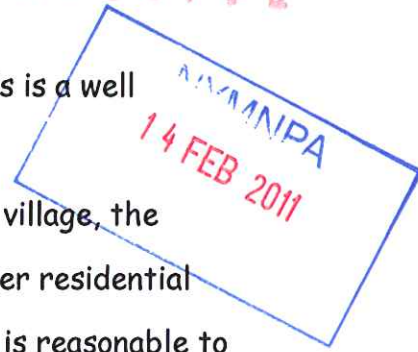 s is a well
NYMNPA
14 FEB 2011
village, the
er residential
is reasonable to